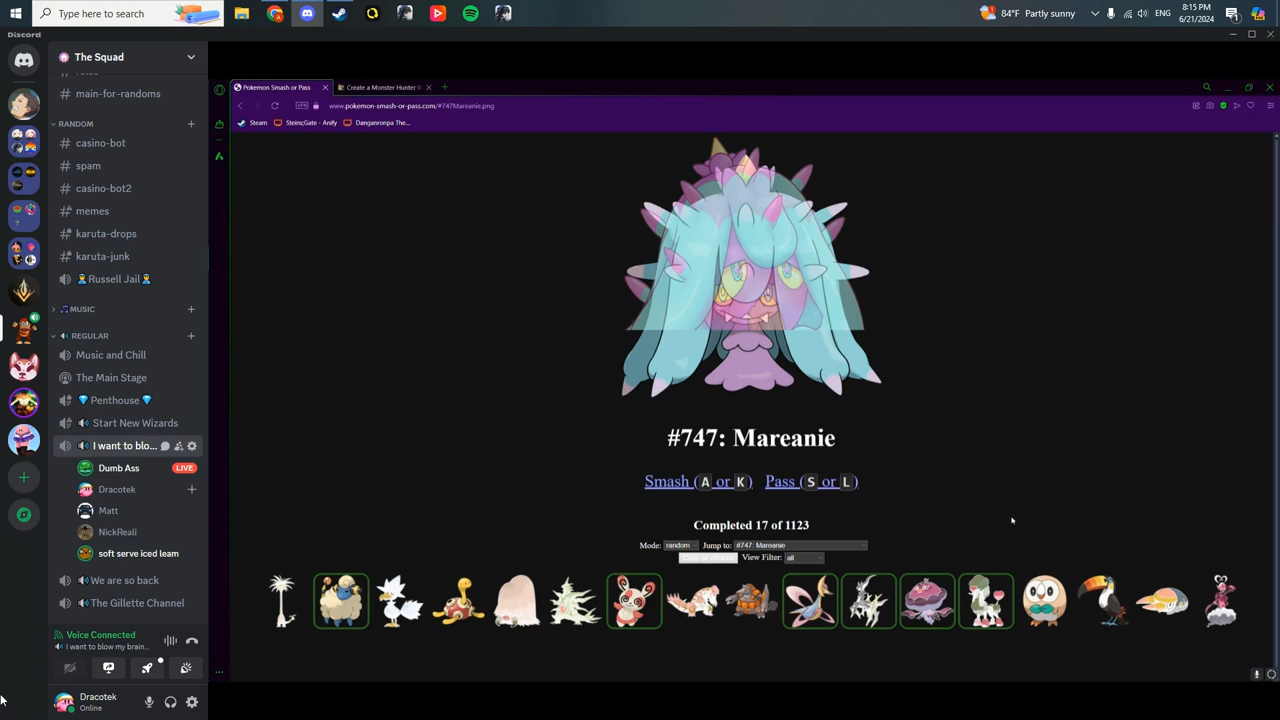 Type here to search
84°F Partly sunny
ENG
8:15 PM
6/21/2024
Discord
The Squad
main-for-randoms
RANDOM
casino-bot
spam
casino-bot2
memes
karuta-drops
karuta-junk
Russell Jail
MUSIC
REGULAR
Music and Chill
The Main Stage
Penthouse
Start New Wizards
I want to blo...
Dumb Ass LIVE
Dracotek
Matt
NickReali
soft serve iced leam
We are so back
The Gillette Channel
Voice Connected
I want to blow my brain...
Dracotek
Online
Pokemon Smash or Pass
Create a Monster Hunter
VPN
www.pokemon-smash-or-pass.com/#747Mareanie.png
Steam
Steins;Gate - Anify
Danganronpa The...
#747: Mareanie
Smash (A or K) Pass (S or L)
Completed 17 of 1123
Mode: random Jump to: #747: Mareanie
View Filter: all